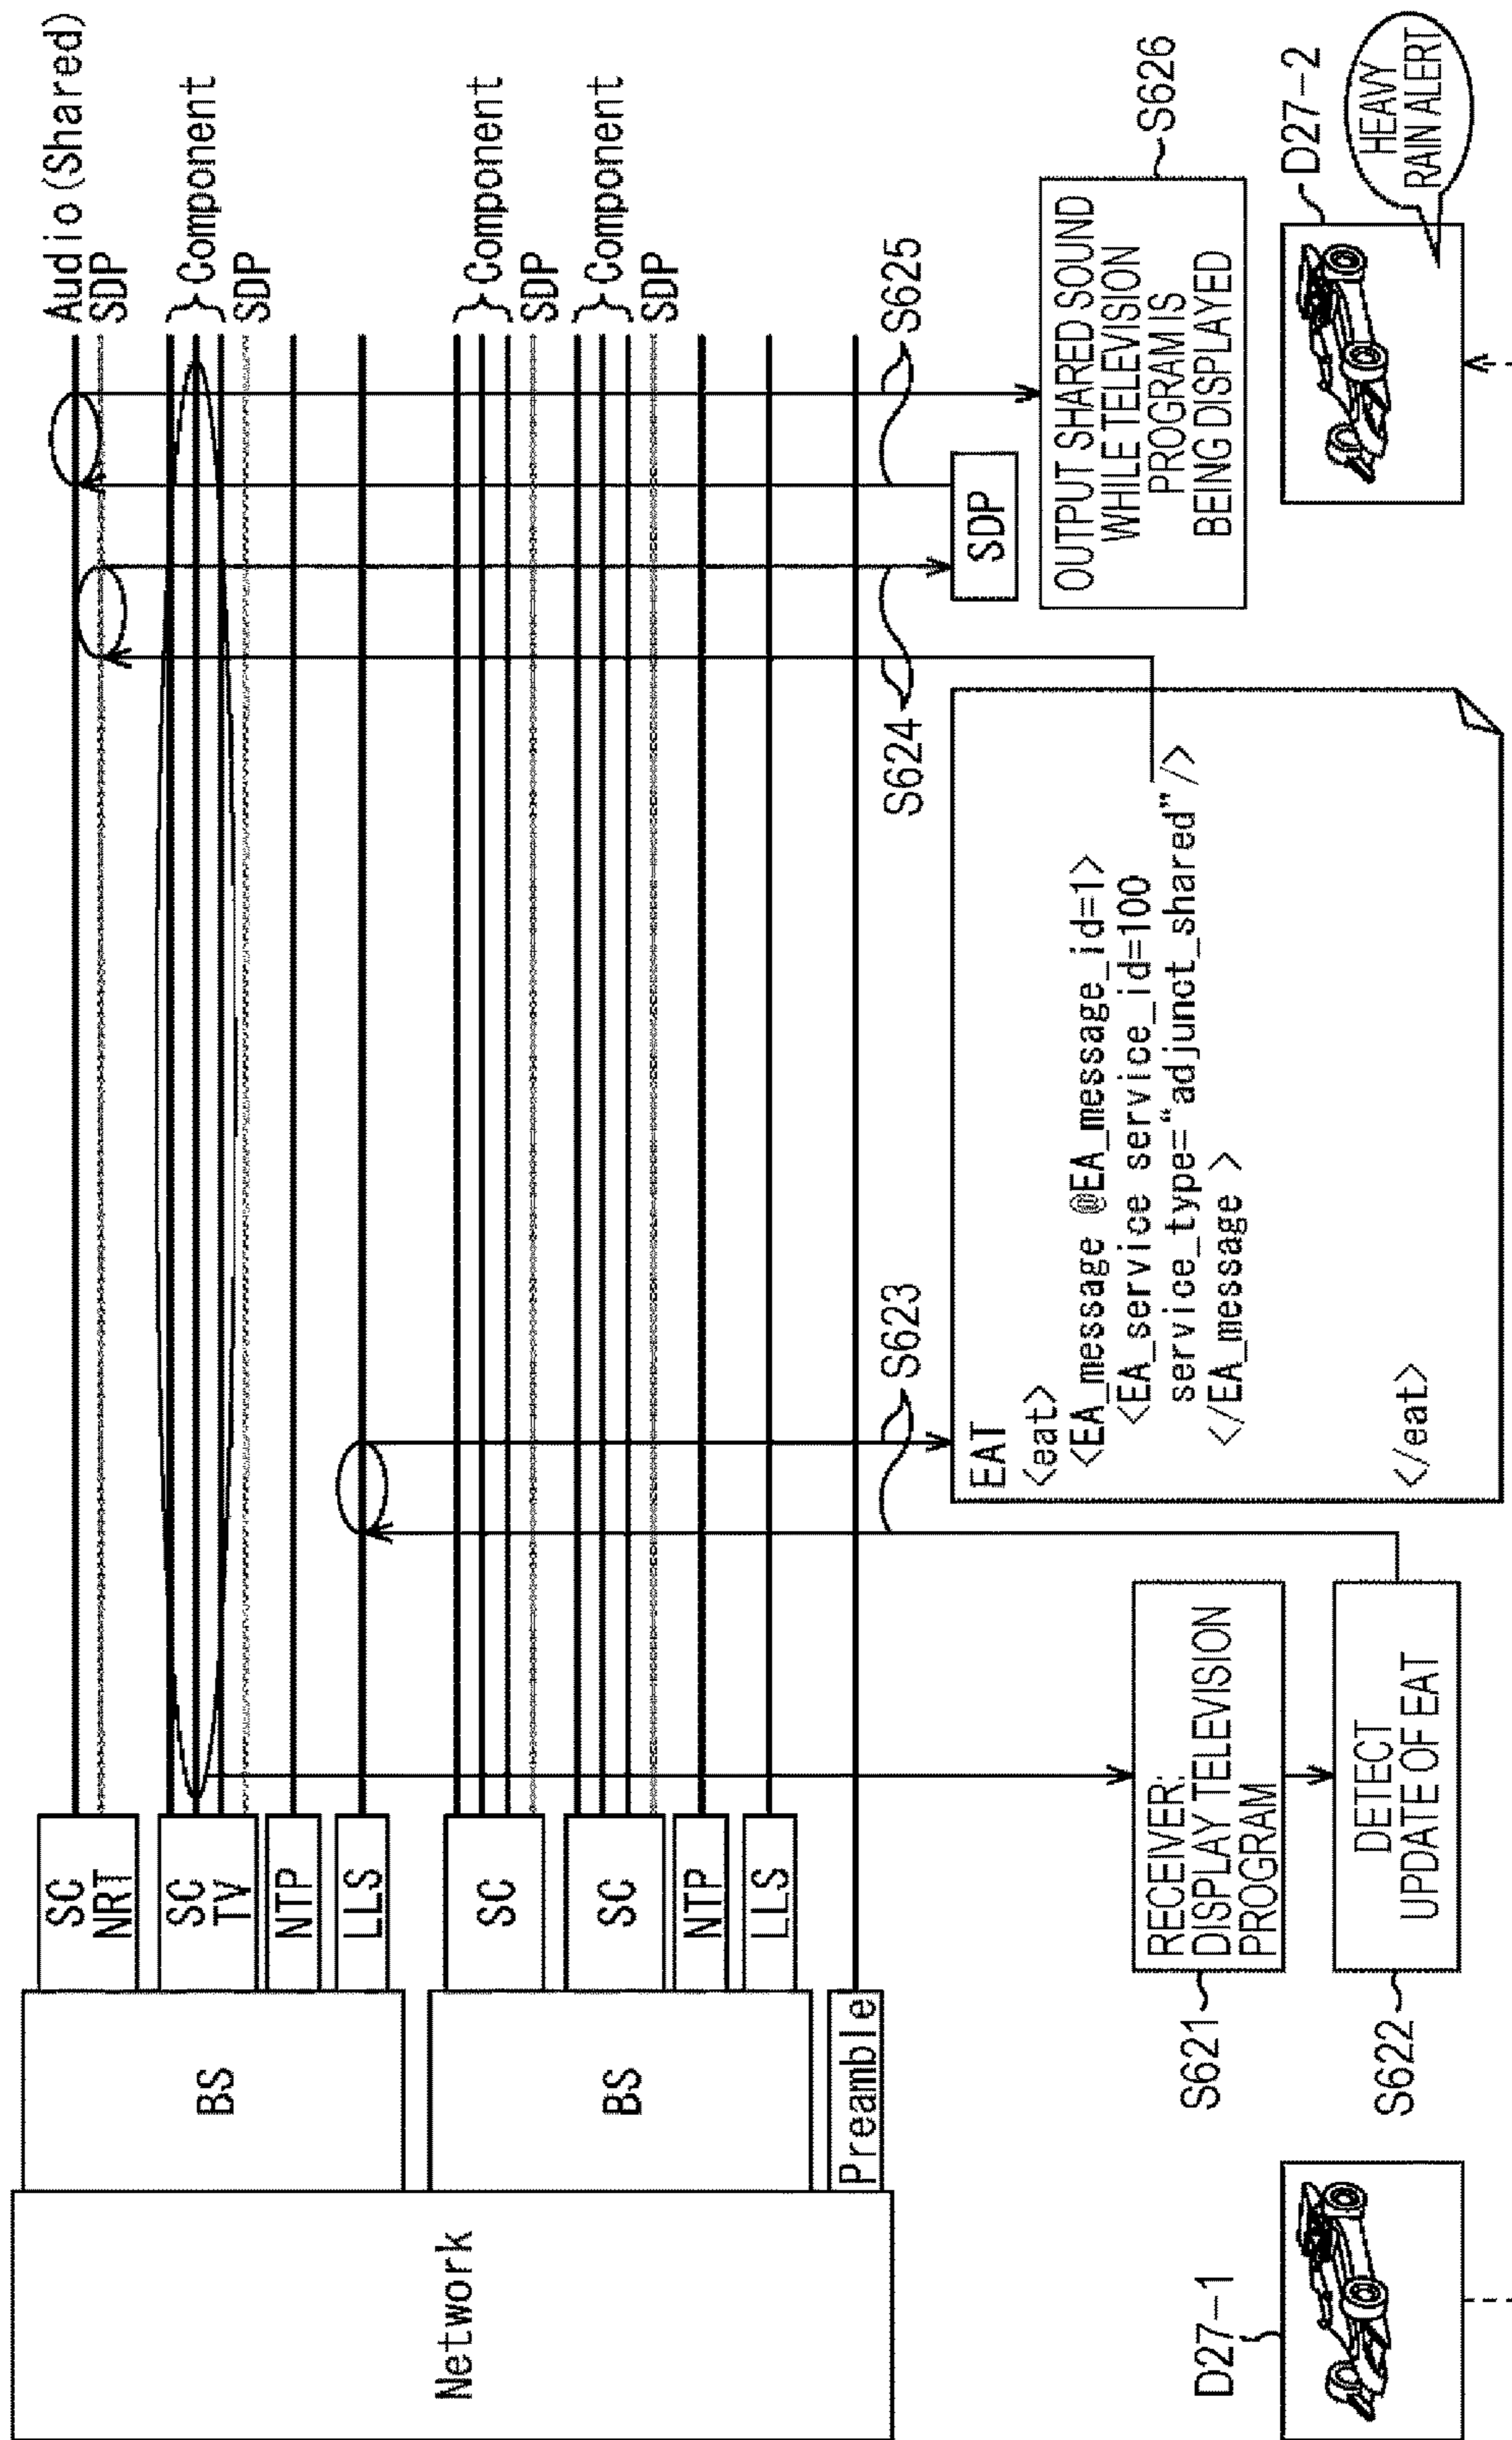 Network
BS
BS
Preamble
SC
NRT
SC
TV
NTP
LLS
SC
SC
NTP
LLS
Audio(Shared)
SDP
Component
SDP
Component
SDP
Component
SDP
D27-1
S621
RECEIVER:
DISPLAY TELEVISION
PROGRAM
S622
DETECT
UPDATE OF EAT
S623
EAT
<eat>
<EA_message @EA_message_id=1>
<EA_service service_id=100
service_type=“adjunct_shared”/>
</EA_message >
</eat>
S624
SDP
S625
OUTPUT SHARED SOUND
WHILE TELEVISION
PROGRAM IS
BEING DISPLAYED
S626
D27-2
HEAVY
RAIN ALERT